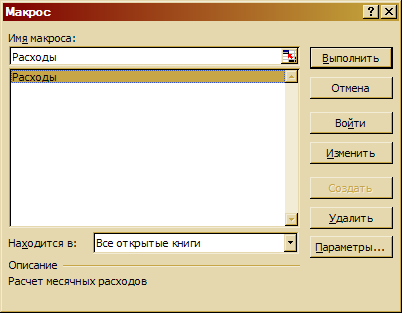 Макрос
Имя макроса:
Расходы
Расходы
Выполнить
Отмена
Войти
Изменить
Создать
Удалить
Параметры...
Находится в:
Все открытые книги
Описание
Расчет месячных расходов